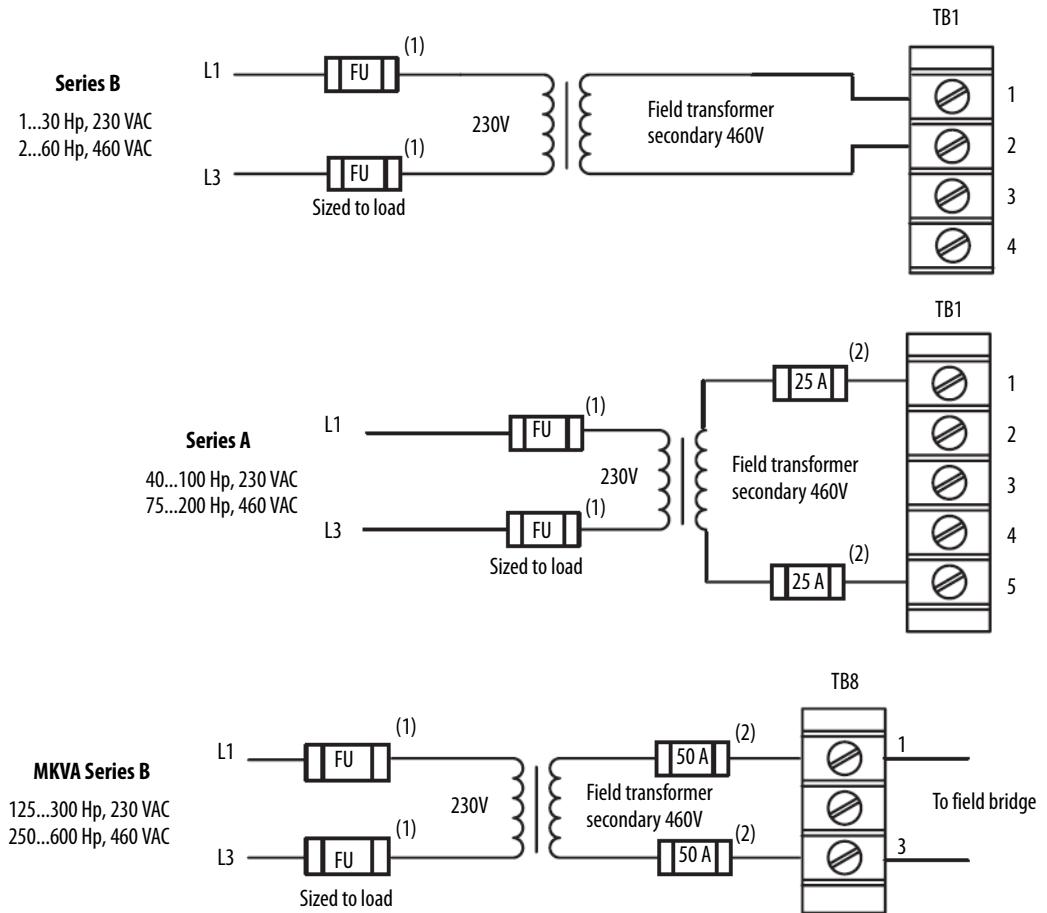 TB1
(1)
L1
FU
Series B
1...30 Hp, 230 VAC
2...60 Hp, 460 VAC
230V
Field transformer
secondary 460V
1
2
3
4
(1)
L3
FU
Sized to load
TB1
(2)
25 A
1
2
3
4
5
(1)
L1
FU
Series A
40...100 Hp, 230 VAC
75...200 Hp, 460 VAC
230V
Field transformer
secondary 460V
(1)
L3
FU
Sized to load
(2)
25 A
TB8
(1)
L1
FU
(2)
50 A
1
MKVA Series B
125...300 Hp, 230 VAC
250...600 Hp, 460 VAC
230V
Field transformer
secondary 460V
To field bridge
(1)
L3
FU
Sized to load
(2)
50 A
3